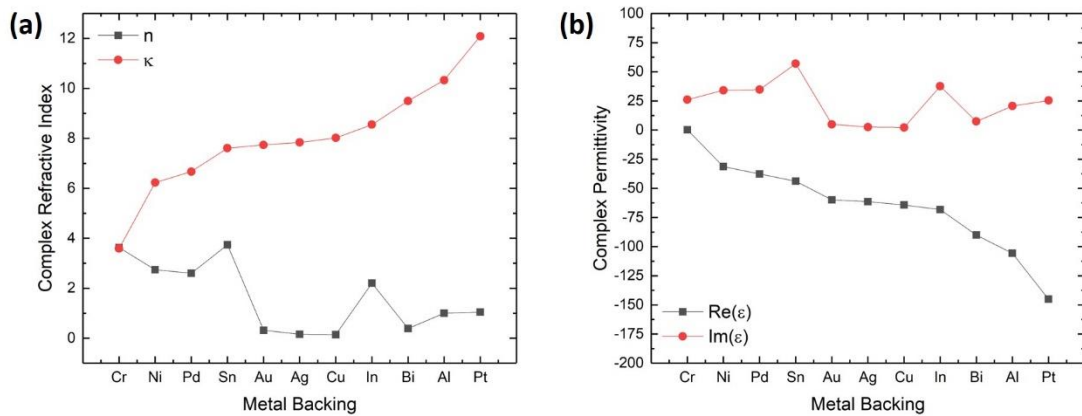 (a)
n
κ
Complex Refractive Index
12
10
8
6
4
2
0
Cr Ni Pd Sn Au Ag Cu In Bi Al Pt
Metal Backing
(b)
Complex Permittivity
100
75
50
25
0
-25
-50
-75
-100
-125
-150
-175
-200
Re(ε)
Im(ε)
Cr Ni Pd Sn Au Ag Cu In Bi Al Pt
Metal Backing